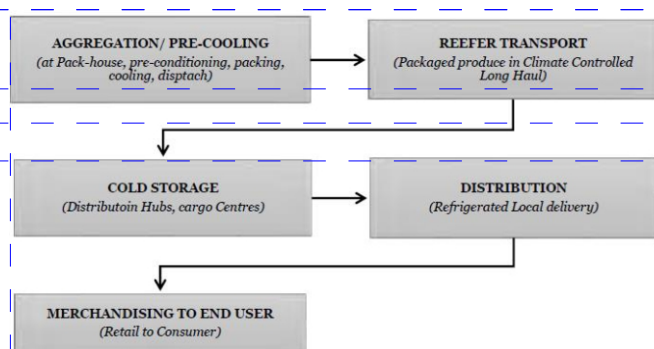 AGGREGATION/ PRE-COOLING
(at Pack-house, pre-conditioning, packing,
cooling, disptach)
REEFER TRANSPORT
(Packaged produce in Climate Controlled
Long Haul)
COLD STORAGE
(Distributoin Hubs, cargo Centres)
DISTRIBUTION
(Refrigerated Local delivery)
MERCHANDISING TO END USER
(Retail to Consumer)